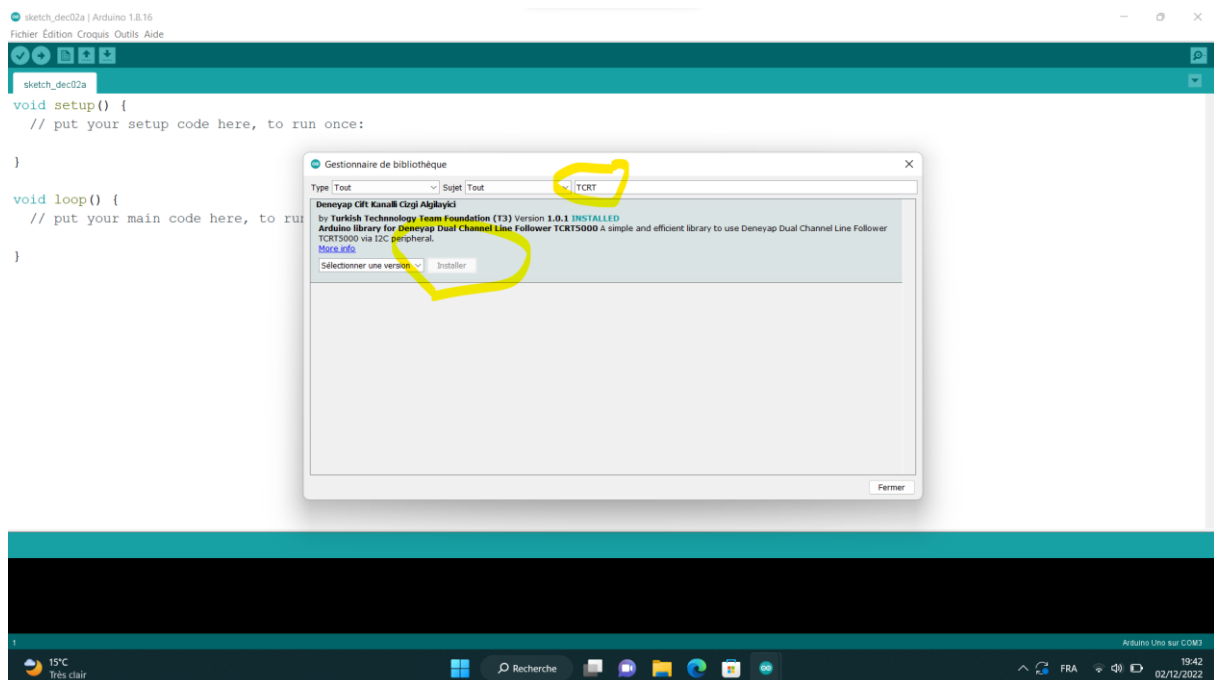 sketch_dec02a | Arduino 1.8.16
Fichier Édition Croquis Outils Aide
sketch_dec02a
void setup() {
// put your setup code here, to run once:
}
void loop() {
// put your main code here, to rur
}
Gestionnaire de bibliothèque
Type Tout Sujet Tout TCRT
Deneyap Cift Kanalli Cizgi Algilayici
by Turkish Technnology Team Foundation (T3) Version 1.0.1 INSTALLED
Arduino library for Deneyap Dual Channel Line Follower TCRT5000 A simple and efficient library to use Deneyap Dual Channel Line Follower
TCRT5000 via I2C peripheral.
More info
Sélectionner une version Installer
Fermer
1
Arduino Uno sur COM3
15°C
Très clair
Recherche
FRA
19:42
02/12/2022